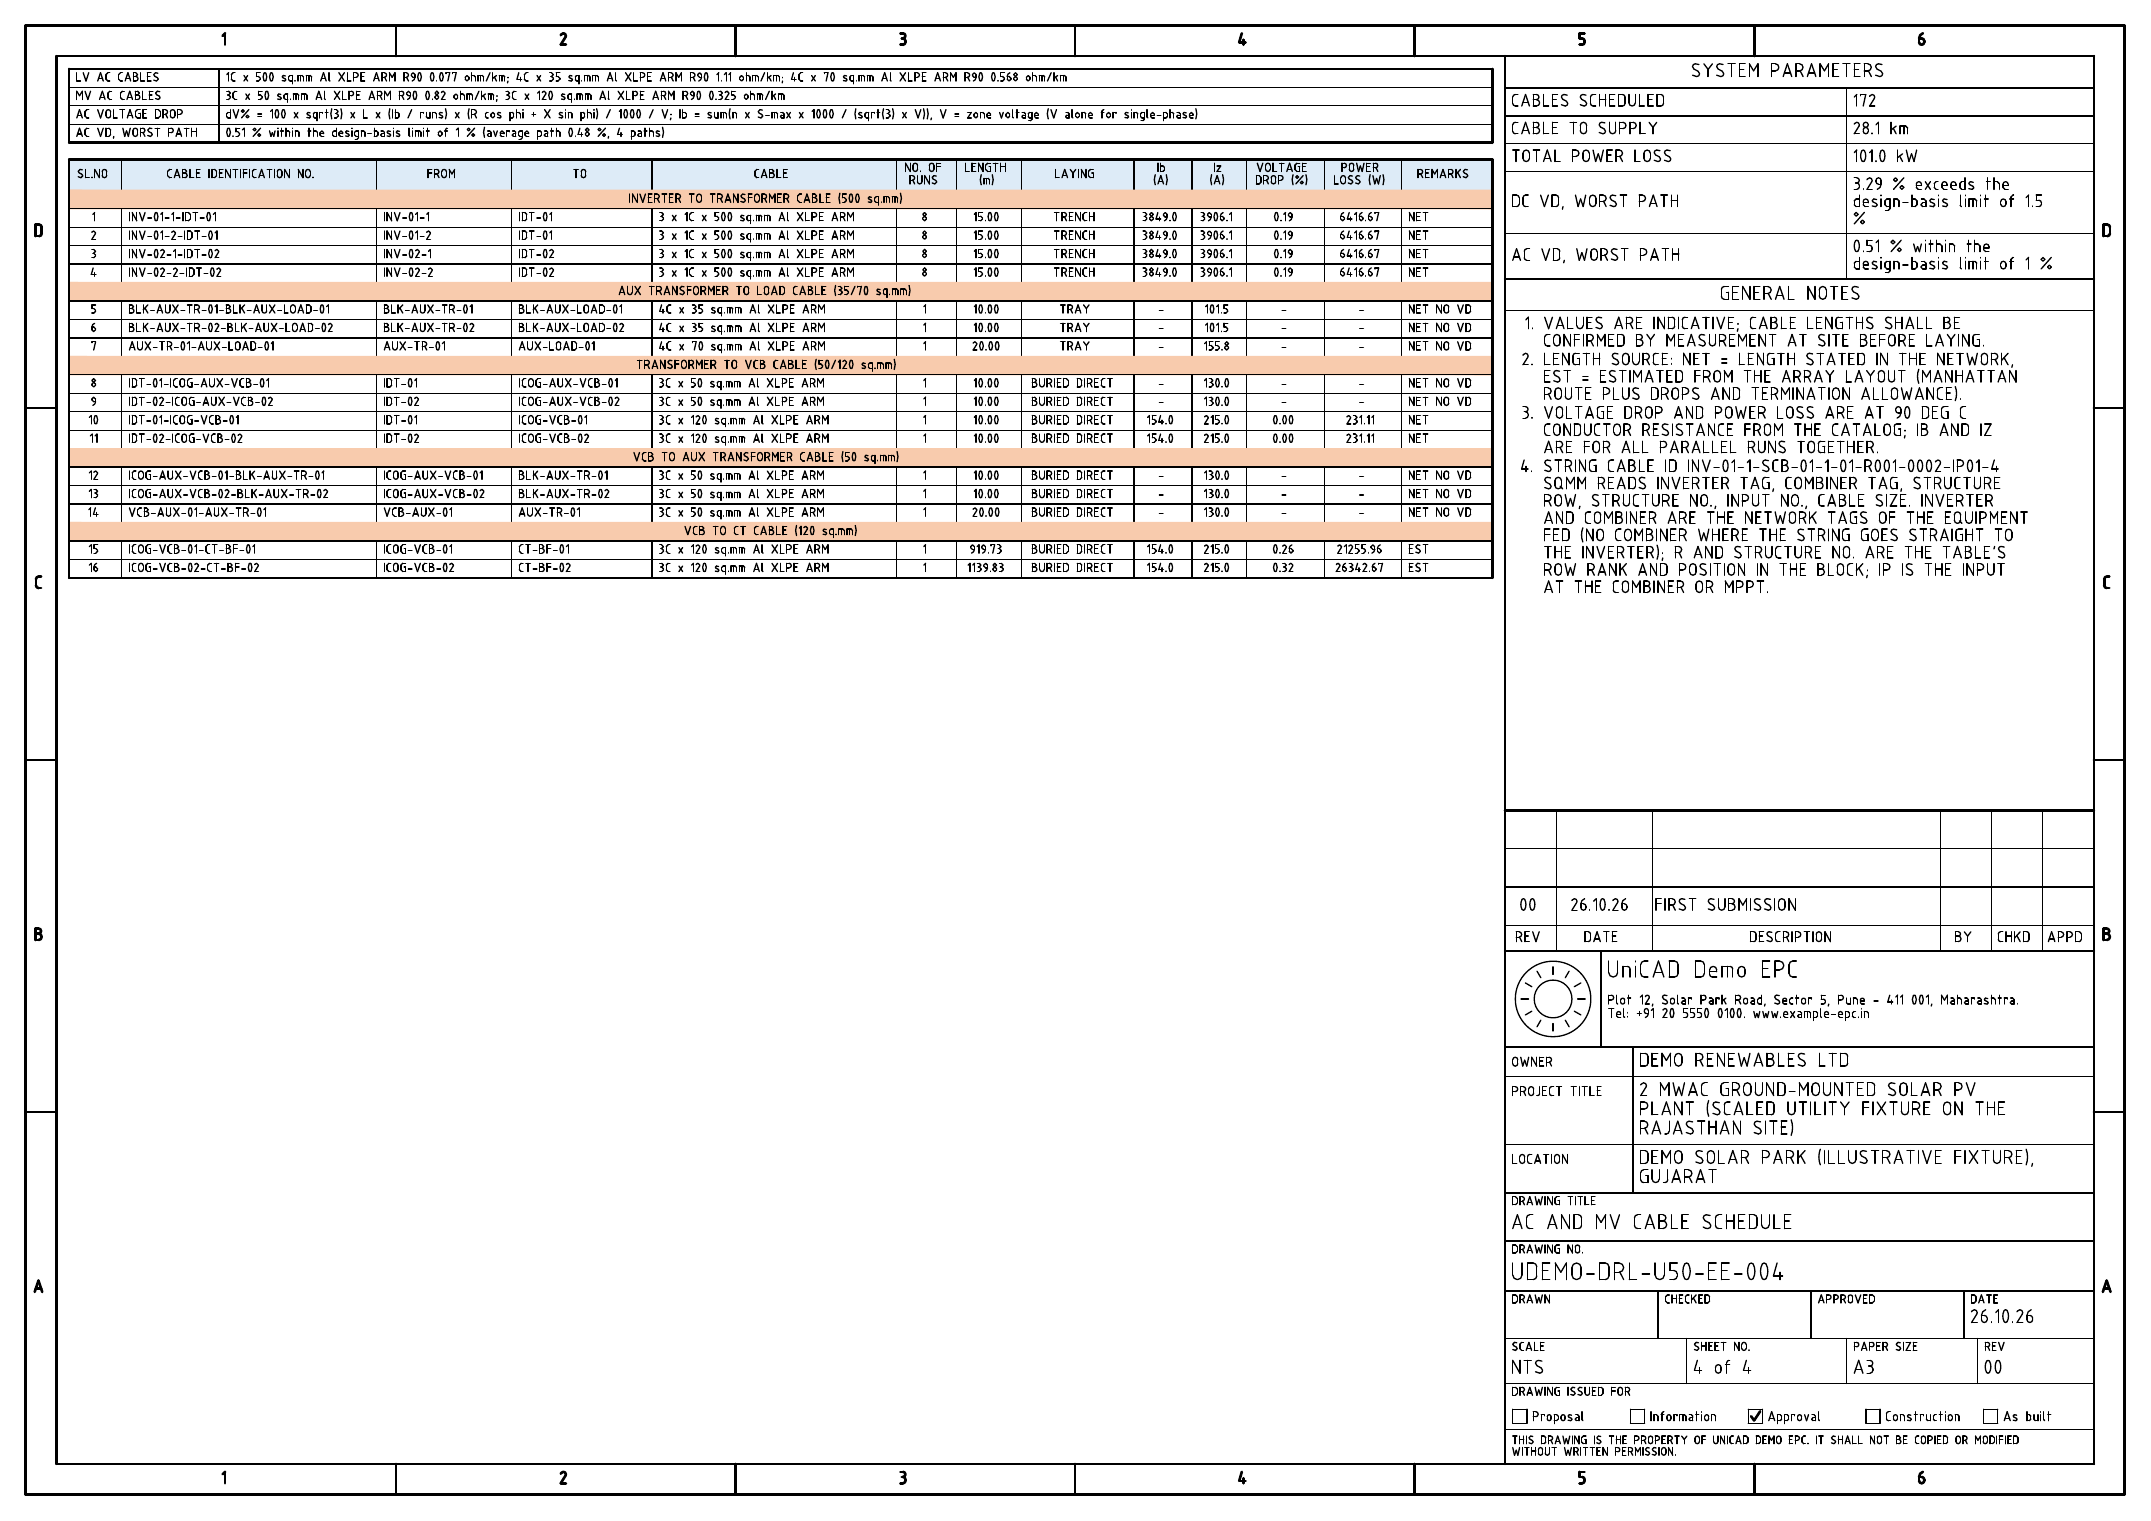 1 2 3 4 5 6
LV AC CABLES 1C x 500 sq.mm Al XLPE ARM R90 0.077 ohm/km; 4C x 35 sq.mm Al XLPE ARM R90 1.11 ohm/km; 4C x 70 sq.mm Al XLPE ARM R90 0.568 ohm/km
MV AC CABLES 3C x 50 sq.mm Al XLPE ARM R90 0.82 ohm/km; 3C x 120 sq.mm Al XLPE ARM R90 0.325 ohm/km
AC VOLTAGE DROP dV% = 100 x sqrt(3) x L x (Ib / runs) x (R cos phi + X sin phi) / 1000 / V; Ib = sum(n x S-max x 1000 / (sqrt(3) x V)), V = zone voltage (V alone for single-phase)
AC VD, WORST PATH 0.51 % within the design-basis limit of 1 % (average path 0.48 %, 4 paths)
SL.NO CABLE IDENTIFICATION NO. FROM TO CABLE NO. OF RUNS LENGTH (m) LAYING Ib (A) Iz (A) VOLTAGE DROP (%) POWER LOSS (W) REMARKS
INVERTER TO TRANSFORMER CABLE (500 sq.mm)
1 INV-01-1-IDT-01 INV-01-1 IDT-01 3 x 1C x 500 sq.mm Al XLPE ARM 8 15.00 TRENCH 3849.0 3906.1 0.19 6416.67 NET
2 INV-01-2-IDT-01 INV-01-2 IDT-01 3 x 1C x 500 sq.mm Al XLPE ARM 8 15.00 TRENCH 3849.0 3906.1 0.19 6416.67 NET
3 INV-02-1-IDT-02 INV-02-1 IDT-02 3 x 1C x 500 sq.mm Al XLPE ARM 8 15.00 TRENCH 3849.0 3906.1 0.19 6416.67 NET
4 INV-02-2-IDT-02 INV-02-2 IDT-02 3 x 1C x 500 sq.mm Al XLPE ARM 8 15.00 TRENCH 3849.0 3906.1 0.19 6416.67 NET
AUX TRANSFORMER TO LOAD CABLE (35/70 sq.mm)
5 BLK-AUX-TR-01-BLK-AUX-LOAD-01 BLK-AUX-TR-01 BLK-AUX-LOAD-01 4C x 35 sq.mm Al XLPE ARM 1 10.00 TRAY - 101.5 - - NET NO VD
6 BLK-AUX-TR-02-BLK-AUX-LOAD-02 BLK-AUX-TR-02 BLK-AUX-LOAD-02 4C x 35 sq.mm Al XLPE ARM 1 10.00 TRAY - 101.5 - - NET NO VD
7 AUX-TR-01-AUX-LOAD-01 AUX-TR-01 AUX-LOAD-01 4C x 70 sq.mm Al XLPE ARM 1 20.00 TRAY - 155.8 - - NET NO VD
TRANSFORMER TO VCB CABLE (50/120 sq.mm)
8 IDT-01-ICOG-AUX-VCB-01 IDT-01 ICOG-AUX-VCB-01 3C x 50 sq.mm Al XLPE ARM 1 10.00 BURIED DIRECT - 130.0 - - NET NO VD
9 IDT-02-ICOG-AUX-VCB-02 IDT-02 ICOG-AUX-VCB-02 3C x 50 sq.mm Al XLPE ARM 1 10.00 BURIED DIRECT - 130.0 - - NET NO VD
10 IDT-01-ICOG-VCB-01 IDT-01 ICOG-VCB-01 3C x 120 sq.mm Al XLPE ARM 1 10.00 BURIED DIRECT 154.0 215.0 0.00 231.11 NET
11 IDT-02-ICOG-VCB-02 IDT-02 ICOG-VCB-02 3C x 120 sq.mm Al XLPE ARM 1 10.00 BURIED DIRECT 154.0 215.0 0.00 231.11 NET
VCB TO AUX TRANSFORMER CABLE (50 sq.mm)
12 ICOG-AUX-VCB-01-BLK-AUX-TR-01 ICOG-AUX-VCB-01 BLK-AUX-TR-01 3C x 50 sq.mm Al XLPE ARM 1 10.00 BURIED DIRECT - 130.0 - - NET NO VD
13 ICOG-AUX-VCB-02-BLK-AUX-TR-02 ICOG-AUX-VCB-02 BLK-AUX-TR-02 3C x 50 sq.mm Al XLPE ARM 1 10.00 BURIED DIRECT - 130.0 - - NET NO VD
14 VCB-AUX-01-AUX-TR-01 VCB-AUX-01 AUX-TR-01 3C x 50 sq.mm Al XLPE ARM 1 20.00 BURIED DIRECT - 130.0 - - NET NO VD
VCB TO CT CABLE (120 sq.mm)
15 ICOG-VCB-01-CT-BF-01 ICOG-VCB-01 CT-BF-01 3C x 120 sq.mm Al XLPE ARM 1 919.73 BURIED DIRECT 154.0 215.0 0.26 21255.96 EST
16 ICOG-VCB-02-CT-BF-02 ICOG-VCB-02 CT-BF-02 3C x 120 sq.mm Al XLPE ARM 1 1139.83 BURIED DIRECT 154.0 215.0 0.32 26342.67 EST
SYSTEM PARAMETERS
CABLES SCHEDULED 172
CABLE TO SUPPLY 28.1 km
TOTAL POWER LOSS 101.0 kW
DC VD, WORST PATH 3.29 % exceeds the
design-basis limit of 1.5
%
AC VD, WORST PATH 0.51 % within the
design-basis limit of 1 %
GENERAL NOTES
1. VALUES ARE INDICATIVE; CABLE LENGTHS SHALL BE
CONFIRMED BY MEASUREMENT AT SITE BEFORE LAYING.
2. LENGTH SOURCE: NET = LENGTH STATED IN THE NETWORK,
EST = ESTIMATED FROM THE ARRAY LAYOUT (MANHATTAN
ROUTE PLUS DROPS AND TERMINATION ALLOWANCE).
3. VOLTAGE DROP AND POWER LOSS ARE AT 90 DEG C
CONDUCTOR RESISTANCE FROM THE CATALOG; IB AND IZ
ARE FOR ALL PARALLEL RUNS TOGETHER.
4. STRING CABLE ID INV-01-1-SCB-01-1-01-R001-0002-IP01-4
SQMM READS INVERTER TAG, COMBINER TAG, STRUCTURE
ROW, STRUCTURE NO., INPUT NO., CABLE SIZE. INVERTER
AND COMBINER ARE THE NETWORK TAGS OF THE EQUIPMENT
FED (NO COMBINER WHERE THE STRING GOES STRAIGHT TO
THE INVERTER); R AND STRUCTURE NO. ARE THE TABLE'S
ROW RANK AND POSITION IN THE BLOCK; IP IS THE INPUT
AT THE COMBINER OR MPPT.
00 26.10.26 FIRST SUBMISSION
REV DATE DESCRIPTION BY CHKD APPD
UniCAD Demo EPC
Plot 12, Solar Park Road, Sector 5, Pune - 411 001, Maharashtra.
Tel: +91 20 5550 0100. www.example-epc.in
OWNER DEMO RENEWABLES LTD
PROJECT TITLE 2 MWAC GROUND-MOUNTED SOLAR PV
PLANT (SCALED UTILITY FIXTURE ON THE
RAJASTHAN SITE)
LOCATION DEMO SOLAR PARK (ILLUSTRATIVE FIXTURE),
GUJARAT
DRAWING TITLE
AC AND MV CABLE SCHEDULE
DRAWING NO.
UDEMO-DRL-U50-EE-004
DRAWN CHECKED APPROVED DATE
26.10.26
SCALE SHEET NO. PAPER SIZE REV
NTS 4 of 4 A3 00
DRAWING ISSUED FOR
Proposal Information Approval Construction As built
THIS DRAWING IS THE PROPERTY OF UNICAD DEMO EPC. IT SHALL NOT BE COPIED OR MODIFIED
WITHOUT WRITTEN PERMISSION.
D D
C C
B B
A A
1 2 3 4 5 6